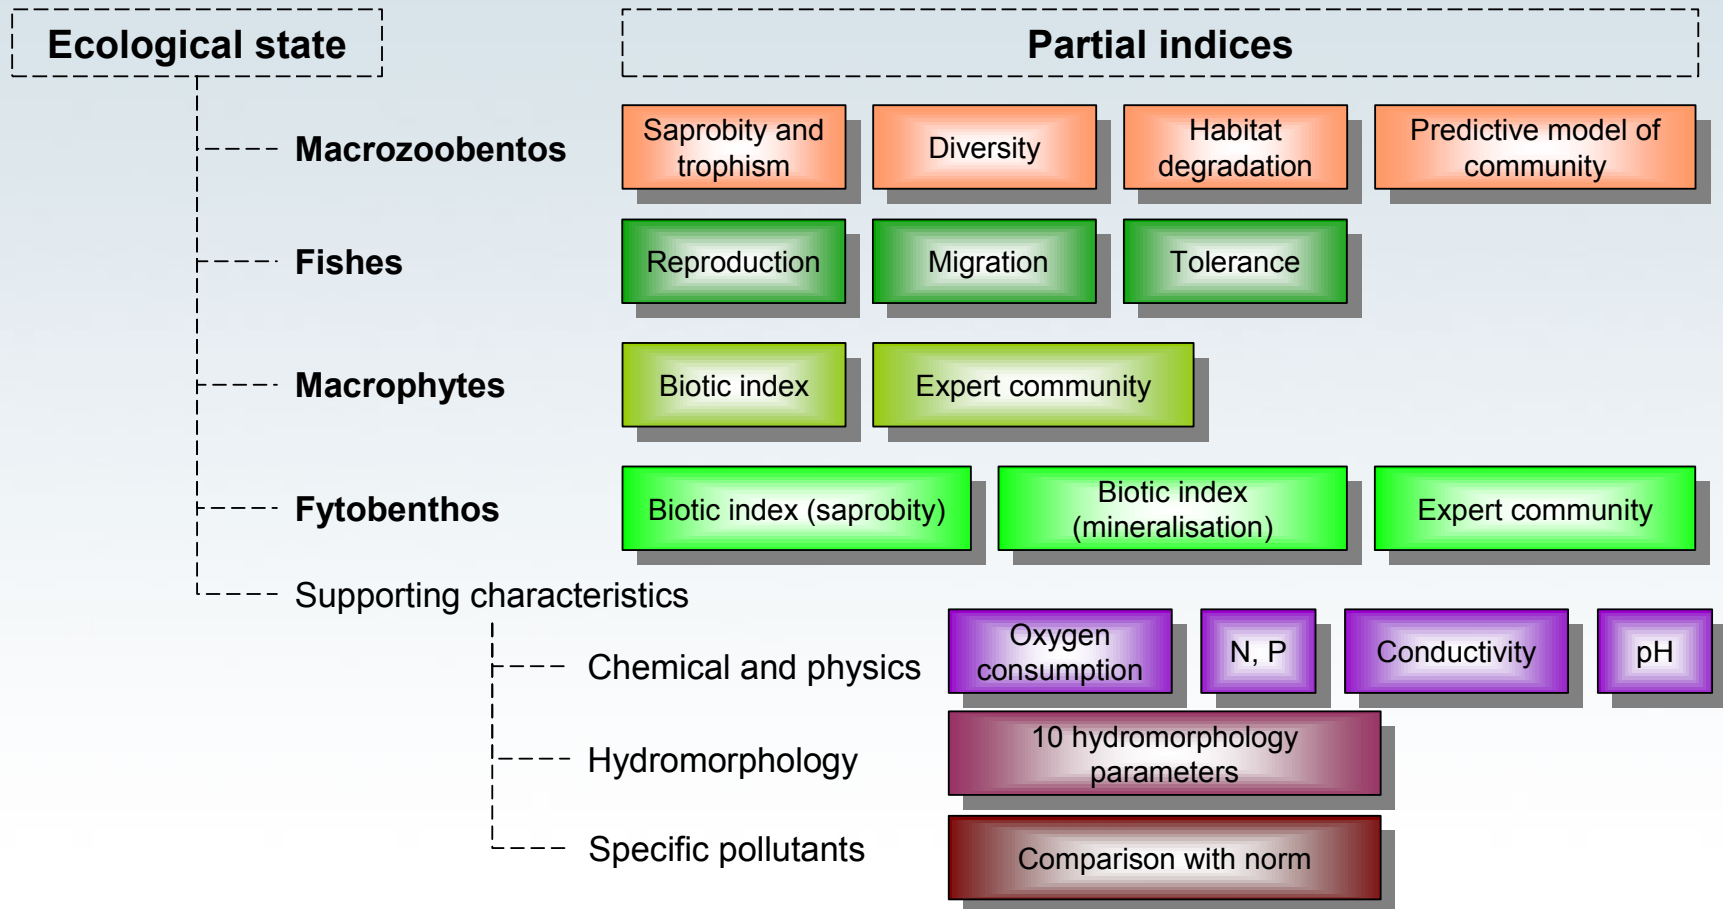 Ecological state
Partial indices
Macrozoobentos
Saprobity and
trophism
Diversity
Habitat
degradation
Predictive model of
community
Fishes
Reproduction
Migration
Tolerance
Macrophytes
Biotic index
Expert community
Fytobenthos
Biotic index (saprobity)
Biotic index
(mineralisation)
Expert community
Supporting characteristics
Chemical and physics
Oxygen
consumption
N, P
Conductivity
pH
Hydromorphology
10 hydromorphology
parameters
Specific pollutants
Comparison with norm